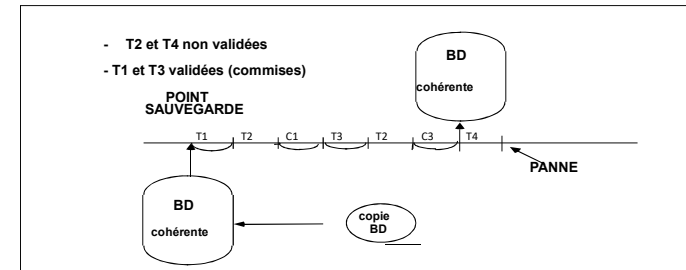 - T2 et T4 non validées
- T1 et T3 validées (commises)
POINT
SAUVEGARDE
BD
cohérente
T1 T2 C1 T3 T2 C3 T4
PANNE
BD
cohérente
copie
BD